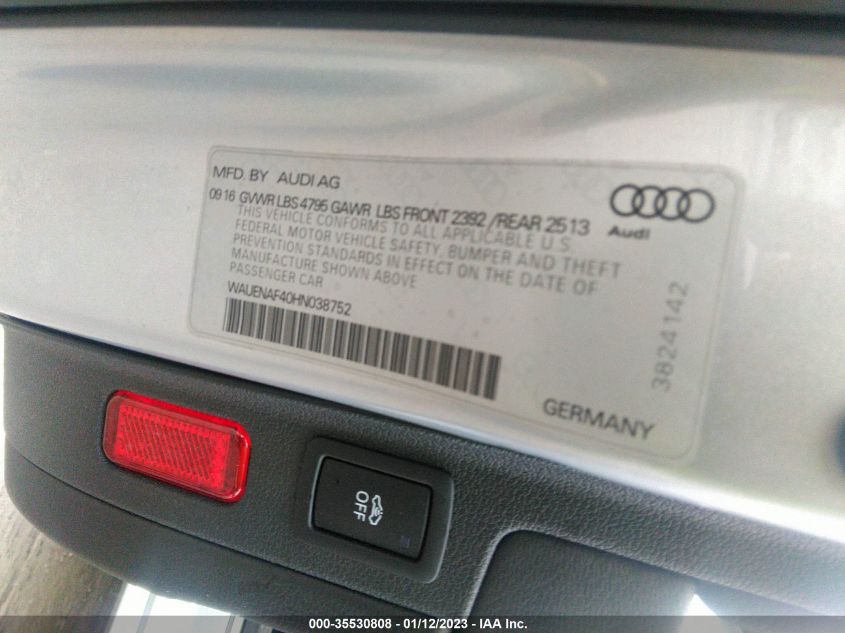 MFD. BY AUDI AG
09 16 GVWR LBS 4795 GAWR LBS FRONT 2392 / REAR 2513
THIS VEHICLE CONFORMS TO ALL APPLICABLE U S
FEDERAL MOTOR VEHICLE SAFETY, BUMPER AND THEFT
PREVENTION STANDARDS IN EFFECT ON THE DATE OF
MANUFACTURE SHOWN ABOVE
PASSENGER CAR
WAUENAF40HN038752
Audi
3824142
GERMANY
OFF
000-35530808 - 01/12/2023 - IAA Inc.